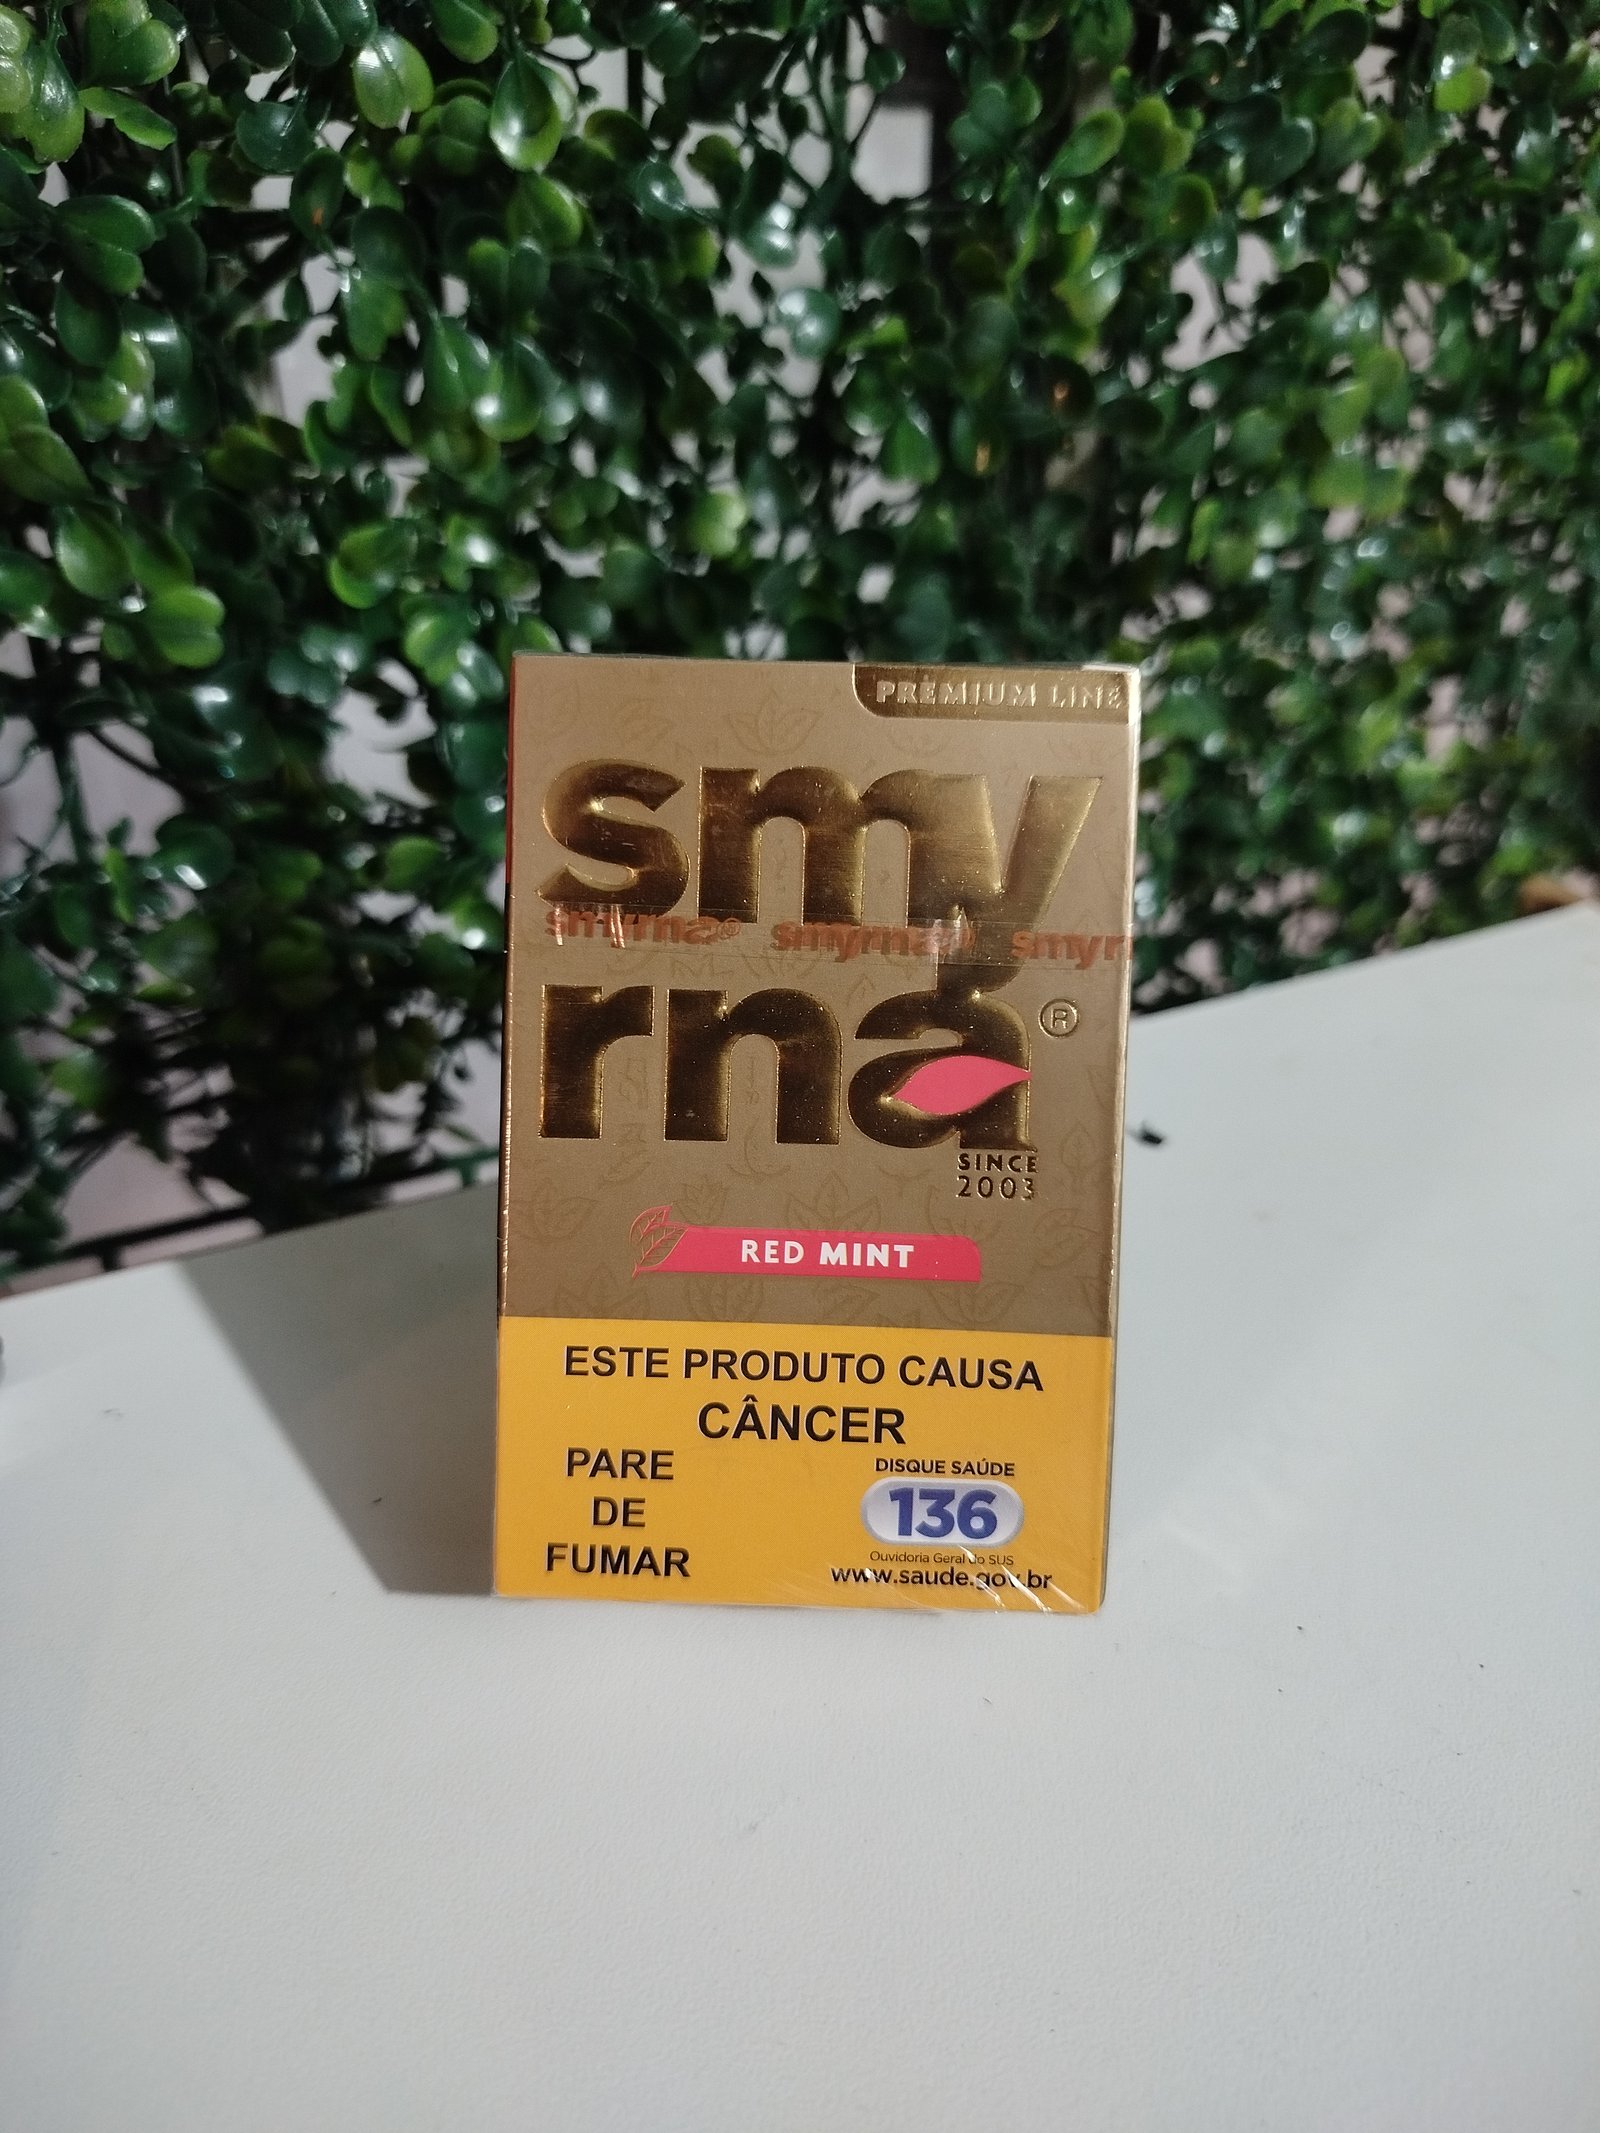 PREMIUM LINE
smy
smyrna® smyrna® smyr
rna®
SINCE
2003
RED MINT
ESTE PRODUTO CAUSA
CÂNCER
PARE
DE
FUMAR
DISQUE SAÚDE
136
Ouvidoria Geral do SUS
www.saude.gov.br